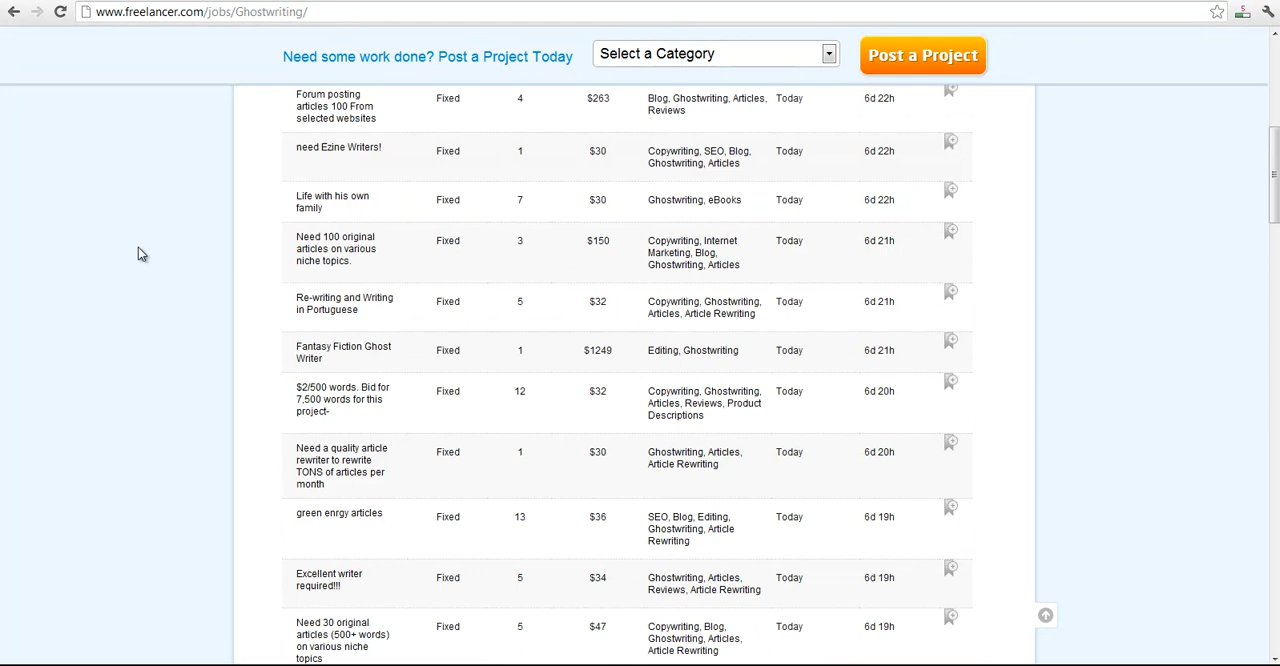 www.freelancer.com/jobs/Ghostwriting/
5
Need some work done? Post a Project Today
Select a Category
Post a Project
Forum posting
articles 100 From
selected websites
Fixed
4
$263
Blog, Ghostwriting, Articles,
Reviews
Today
6d 22h
need Ezine Writers!
Fixed
1
$30
Copywriting, SEO, Blog,
Ghostwriting, Articles
Today
6d 22h
Life with his own
family
Fixed
7
$30
Ghostwriting, eBooks
Today
6d 22h
Need 100 original
articles on various
niche topics.
Fixed
3
$150
Copywriting, Internet
Marketing, Blog,
Ghostwriting, Articles
Today
6d 21h
Re-writing and Writing
in Portuguese
Fixed
5
$32
Copywriting, Ghostwriting,
Articles, Article Rewriting
Today
6d 21h
Fantasy Fiction Ghost
Writer
Fixed
1
$1249
Editing, Ghostwriting
Today
6d 21h
$2/500 words. Bid for
7,500 words for this
project-
Fixed
12
$32
Copywriting, Ghostwriting,
Articles, Reviews, Product
Descriptions
Today
6d 20h
Need a quality article
rewriter to rewrite
TONS of articles per
month
Fixed
1
$30
Ghostwriting, Articles,
Article Rewriting
Today
6d 20h
green enrgy articles
Fixed
13
$36
SEO, Blog, Editing,
Ghostwriting, Article
Rewriting
Today
6d 19h
Excellent writer
required!!!
Fixed
5
$34
Ghostwriting, Articles,
Reviews, Article Rewriting
Today
6d 19h
Need 30 original
articles (500+ words)
on various niche
topics
Fixed
5
$47
Copywriting, Blog,
Ghostwriting, Articles,
Article Rewriting
Today
6d 19h